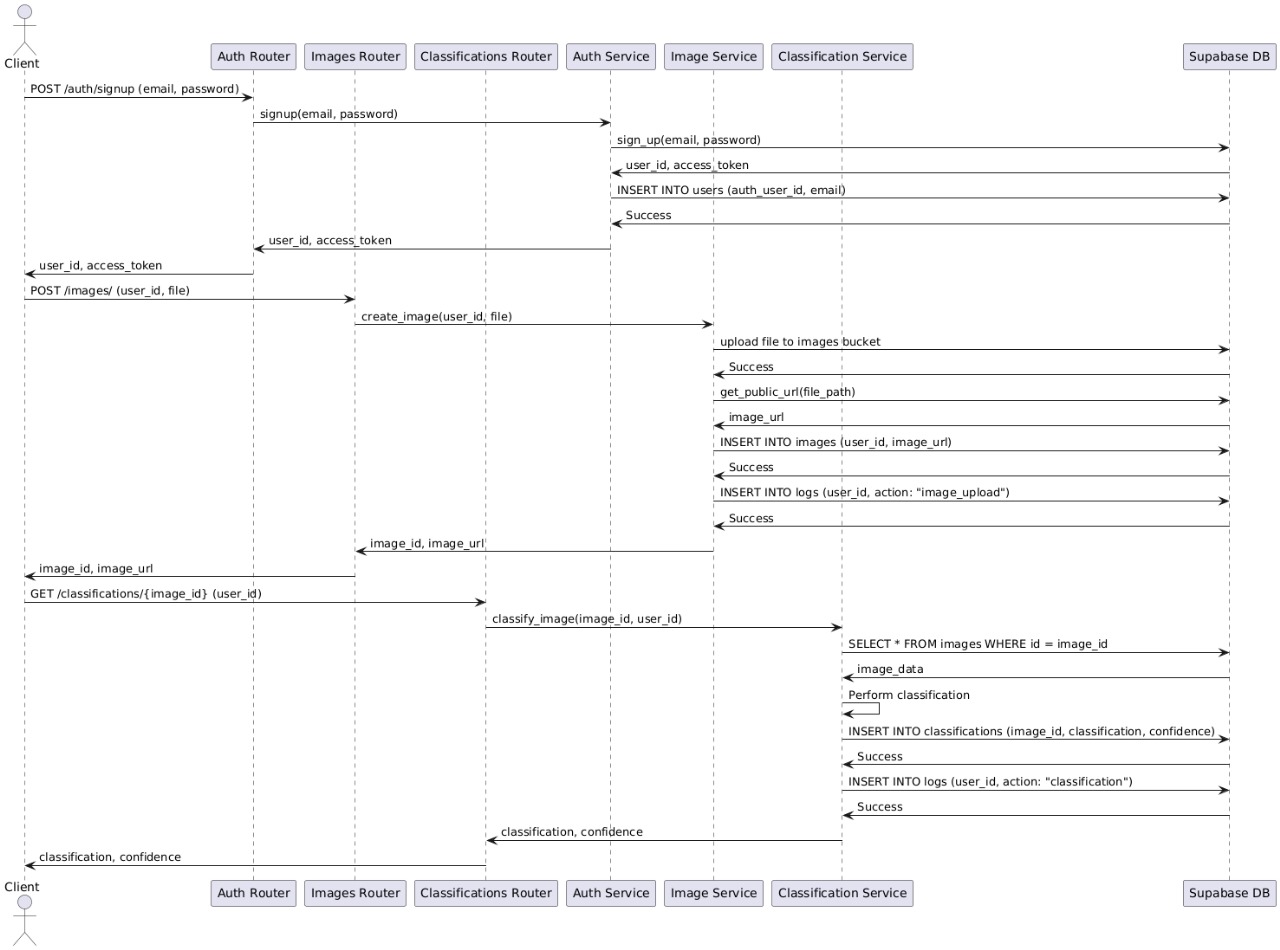 Client
Auth Router
Images Router
Classifications Router
Auth Service
Image Service
Classification Service
Supabase DB
POST /auth/signup (email, password)
signup(email, password)
sign_up(email, password)
user_id, access_token
INSERT INTO users (auth_user_id, email)
Success
user_id, access_token
user_id, access_token
POST /images/ (user_id, file)
create_image(user_id, file)
upload file to images bucket
Success
get_public_url(file_path)
image_url
INSERT INTO images (user_id, image_url)
Success
INSERT INTO logs (user_id, action: "image_upload")
Success
image_id, image_url
image_id, image_url
GET /classifications/{image_id} (user_id)
classify_image(image_id, user_id)
SELECT * FROM images WHERE id = image_id
image_data
Perform classification
INSERT INTO classifications (image_id, classification, confidence)
Success
INSERT INTO logs (user_id, action: "classification")
Success
classification, confidence
classification, confidence
Client
Auth Router
Images Router
Classifications Router
Auth Service
Image Service
Classification Service
Supabase DB